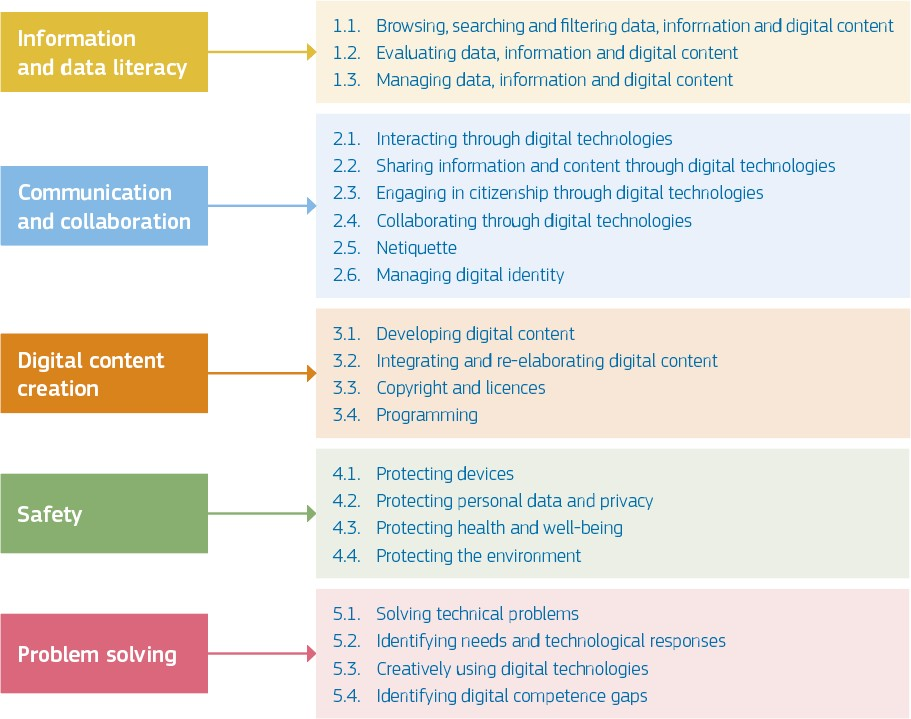 Information
and data literacy
1.1. Browsing, searching and filtering data, information and digital content
1.2. Evaluating data, information and digital content
1.3. Managing data, information and digital content
Communication
and collaboration
2.1. Interacting through digital technologies
2.2. Sharing information and content through digital technologies
2.3. Engaging in citizenship through digital technologies
2.4. Collaborating through digital technologies
2.5. Netiquette
2.6. Managing digital identity
Digital content
creation
3.1. Developing digital content
3.2. Integrating and re-elaborating digital content
3.3. Copyright and licences
3.4. Programming
Safety
4.1. Protecting devices
4.2. Protecting personal data and privacy
4.3. Protecting health and well-being
4.4. Protecting the environment
Problem solving
5.1. Solving technical problems
5.2. Identifying needs and technological responses
5.3. Creatively using digital technologies
5.4. Identifying digital competence gaps